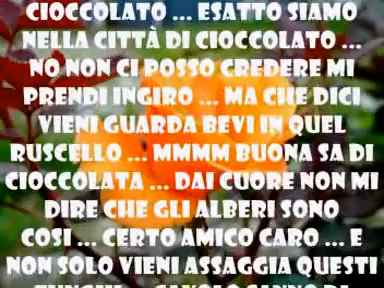 CIOCCOLATO ... ESATTO SIAMO
NELLA CITTÀ DI CIOCCOLATO ...
NO NON CI POSSO CREDERE MI
PRENDI INGIRO ... MA CHE DICI
VIENI GUARDA BEVI IN QUEL
RUSCELLO ... MMMM BUONA SA DI
CIOCCOLATA ... DAI CUORE NON MI
DIRE CHE GLI ALBERI SONO
COSI ... CERTO AMICO CARO ... E
NON SOLO VIENI ASSAGGIA QUESTI